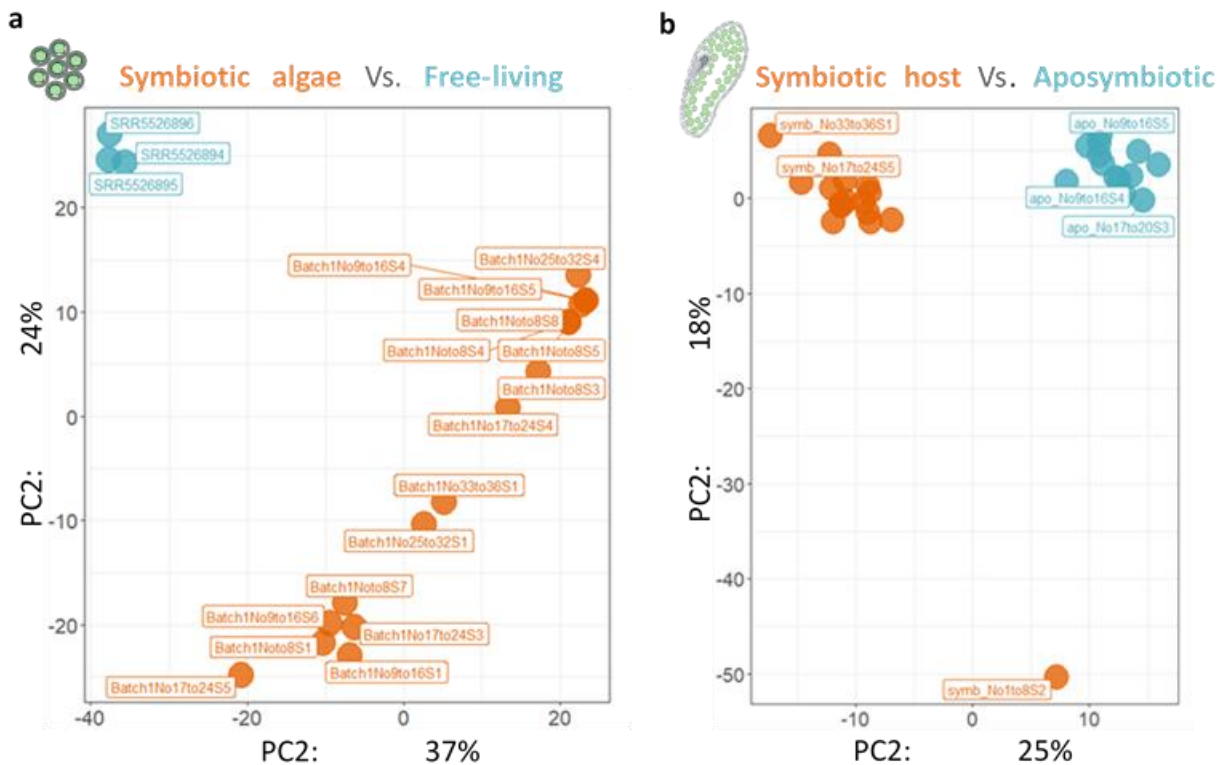 a
Symbiotic algae Vs. Free-living
SRR5526896
SRR5526894
SRR5526895
Batch1No25to32S4
Batch1No9to16S4
Batch1No9to16S5
Batch1Noto8S8
Batch1Noto8S4
Batch1Noto8S5
Batch1Noto8S3
Batch1No17to24S4
Batch1No33to36S1
Batch1No25to32S1
Batch1Noto8S7
Batch1No9to16S6
Batch1No17to24S3
Batch1Noto8S1
Batch1No9to16S1
Batch1No17to24S5
20
10
0
-10
-20
PC2: 24%
-40
-20
0
20
PC2: 37%
b
Symbiotic host Vs. Aposymbiotic
symb_No33to36S1
apo_No9to16S5
symb_No17to24S5
apo_No9to16S4
apo_No17to20S3
symb_No1to8S2
0
-10
-20
-30
-40
-50
PC2: 18%
-10
0
10
PC2: 25%